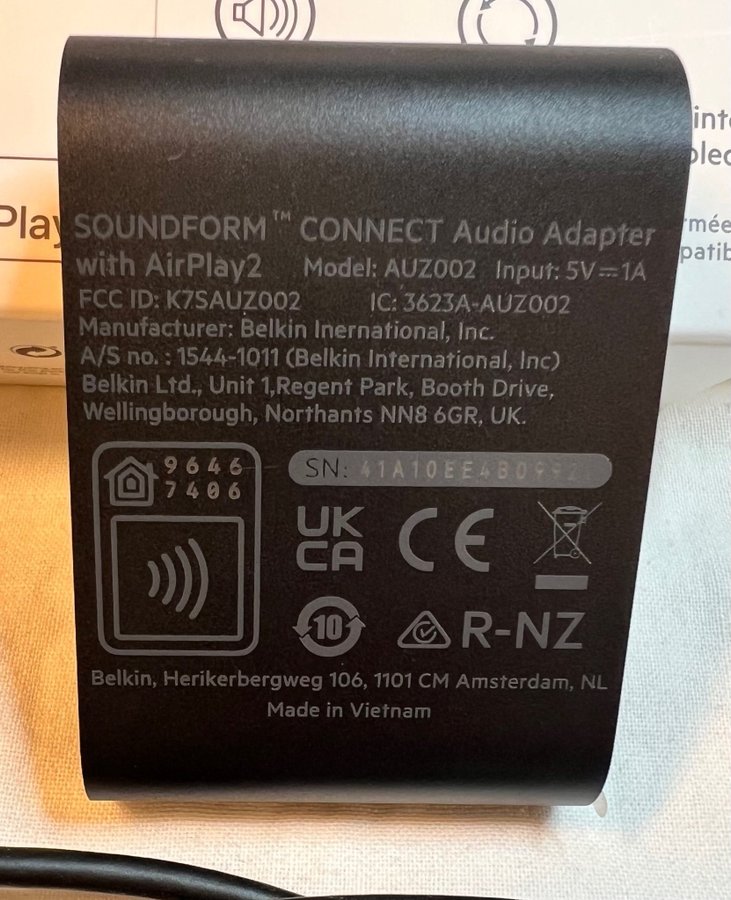 SOUNDFORM™ CONNECT Audio Adapter
with AirPlay2 Model: AUZ002 Input: 5V⎓1A
FCC ID: K7SAUZ002 IC: 3623A-AUZ002
Manufacturer: Belkin Inernational, Inc.
A/S no. : 1544-1011 (Belkin International, Inc)
Belkin Ltd., Unit 1,Regent Park, Booth Drive,
Wellingborough, Northants NN8 6GR, UK.
9646
7406
SN:
UK
CA
CE
10
R-NZ
Belkin, Herikerbergweg 106, 1101 CM Amsterdam, NL
Made in Vietnam
Play